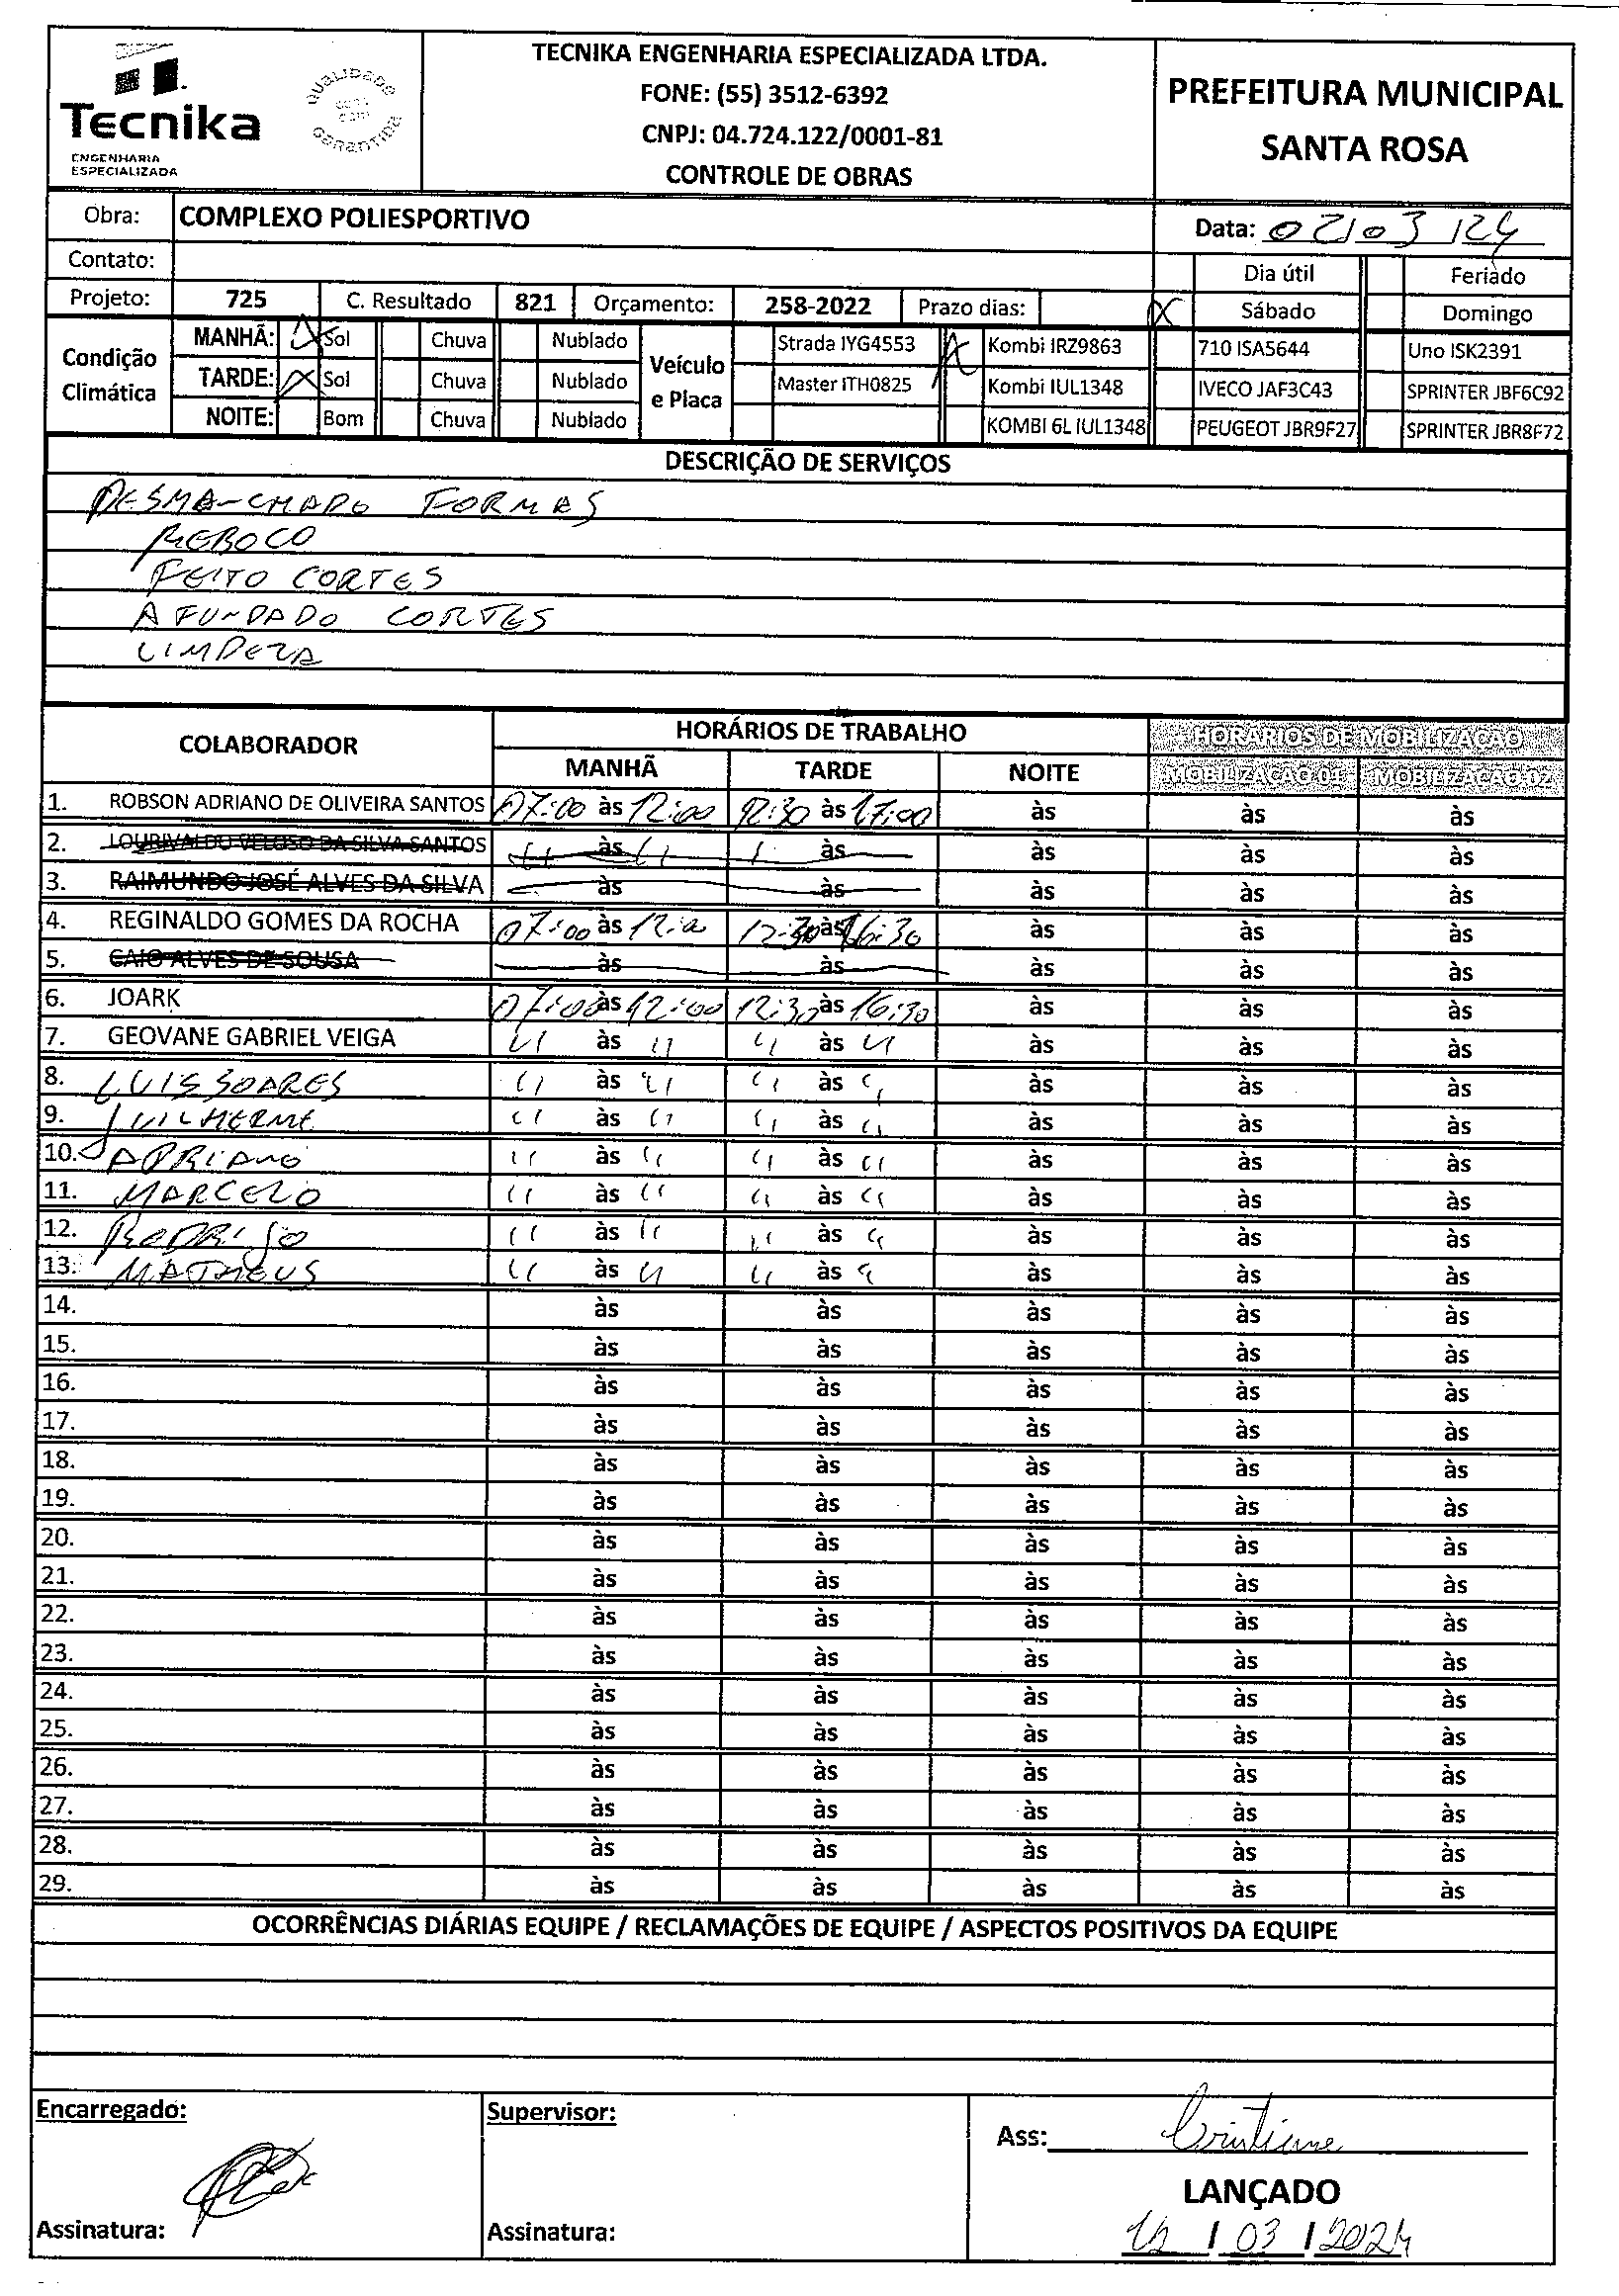 Tecnika
ENGENHARIA
ESPECIALIZADA
QUALIDADE
GARANTIDA
TECNIKA ENGENHARIA ESPECIALIZADA LTDA.
FONE: (55) 3512-6392
CNPJ: 04.724.122/0001-81
CONTROLE DE OBRAS
PREFEITURA MUNICIPAL
SANTA ROSA
Obra: COMPLEXO POLIESPORTIVO Data: 02/03/24
Contato: Dia útil Feriado
Projeto: 725 C. Resultado 821 Orçamento: 258-2022 Prazo dias: X Sábado Domingo
Condição Climática
MANHÃ: X Sol Chuva Nublado
TARDE: X Sol Chuva Nublado
NOITE: Bom Chuva Nublado
Veículo e Placa
Strada IYG4553 X Kombi IRZ9863 710 ISA5644 Uno ISK2391
Master ITH0825 Kombi IUL1348 IVECO JAF3C43 SPRINTER JBF6C92
KOMBI 6L IUL1348 PEUGEOT JBR9F27 SPRINTER JBR8F72
DESCRIÇÃO DE SERVIÇOS
DESMANCHADO FORMAS
REBOCO
FEITO CORTES
AFUNDADO CORTES
LIMPEZA
COLABORADOR HORÁRIOS DE TRABALHO HORÁRIOS DE MOBILIZAÇÃO
MANHÃ TARDE NOITE MOBILIZAÇÃO 01 MOBILIZAÇÃO 02
1. ROBSON ADRIANO DE OLIVEIRA SANTOS 07:00 às 12:00 12:30 às 17:00 às às às
2. LOURIVALDO VELOSO DA SILVA SANTOS " às " " às às às às
3. RAIMUNDO JOSÉ ALVES DA SILVA às às às às às
4. REGINALDO GOMES DA ROCHA 07:00 às 12:00 12:30 às 16:30 às às às
5. CAIO ALVES DE SOUSA às às às às às
6. JOARK 07:00 às 12:00 12:30 às 16:30 às às às
7. GEOVANE GABRIEL VEIGA " às " " às " às às às
8. LUIS SOARES " às " " às " às às às
9. GUILHERME " às " " às " às às às
10. ADRIANO " às " " às " às às às
11. MARCELO " às " " às " às às às
12. RODRIGO " às " " às " às às às
13. MATHEUS " às " " às " às às às
14. às às às às às
15. às às às às às
16. às às às às às
17. às às às às às
18. às às às às às
19. às às às às às
20. às às às às às
21. às às às às às
22. às às às às às
23. às às às às às
24. às às às às às
25. às às às às às
26. às às às às às
27. às às às às às
28. às às às às às
29. às às às às às
OCORRÊNCIAS DIÁRIAS EQUIPE / RECLAMAÇÕES DE EQUIPE / ASPECTOS POSITIVOS DA EQUIPE
Encarregado: Supervisor: Ass: Cristiane
LANÇADO
Assinatura: Assinatura: 12 / 03 / 2024